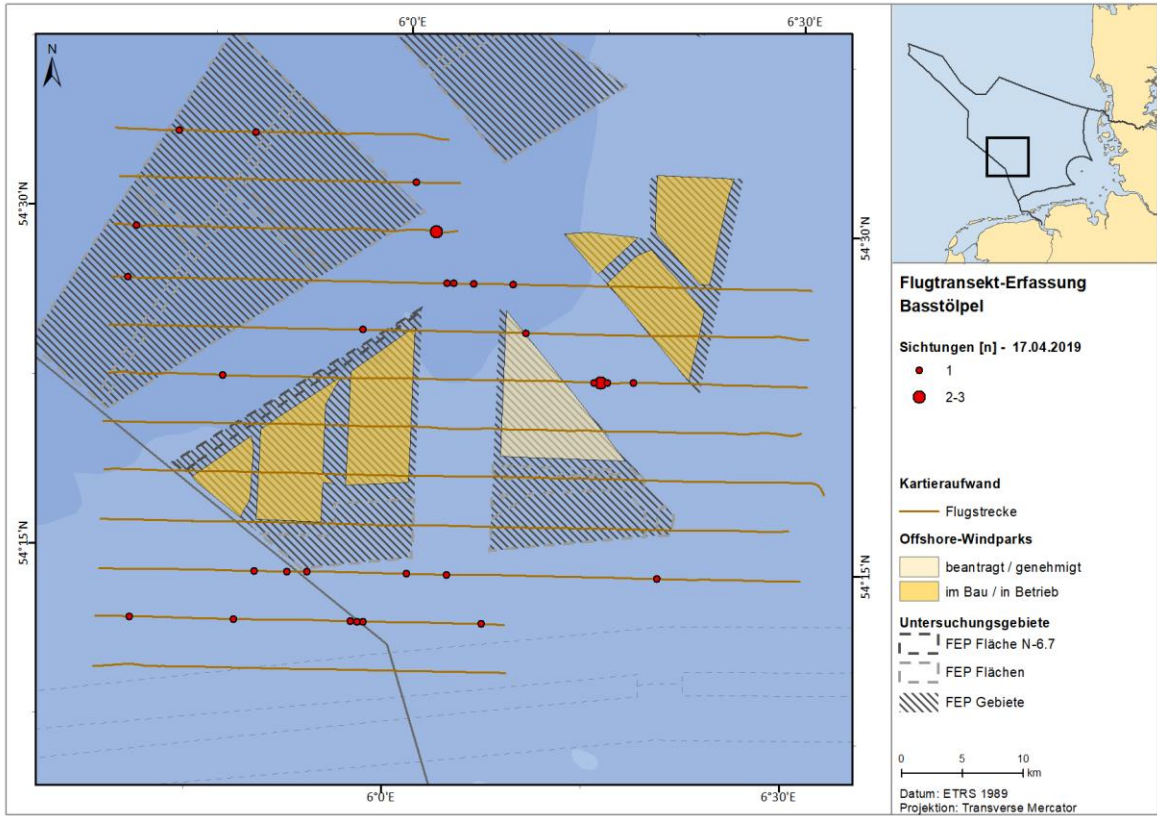 6°0'E
6°30'E
N
54°30'N
54°30'N
54°15'N
54°15'N
6°0'E
6°30'E
Flugtransekt-Erfassung
Basstölpel
Sichtungen [n] - 17.04.2019
1
2-3
Kartieraufwand
Flugstrecke
Offshore-Windparks
beantragt / genehmigt
im Bau / in Betrieb
Untersuchungsgebiete
FEP Fläche N-6.7
FEP Flächen
FEP Gebiete
0 5 10
km
Datum: ETRS 1989
Projektion: Transverse Mercator